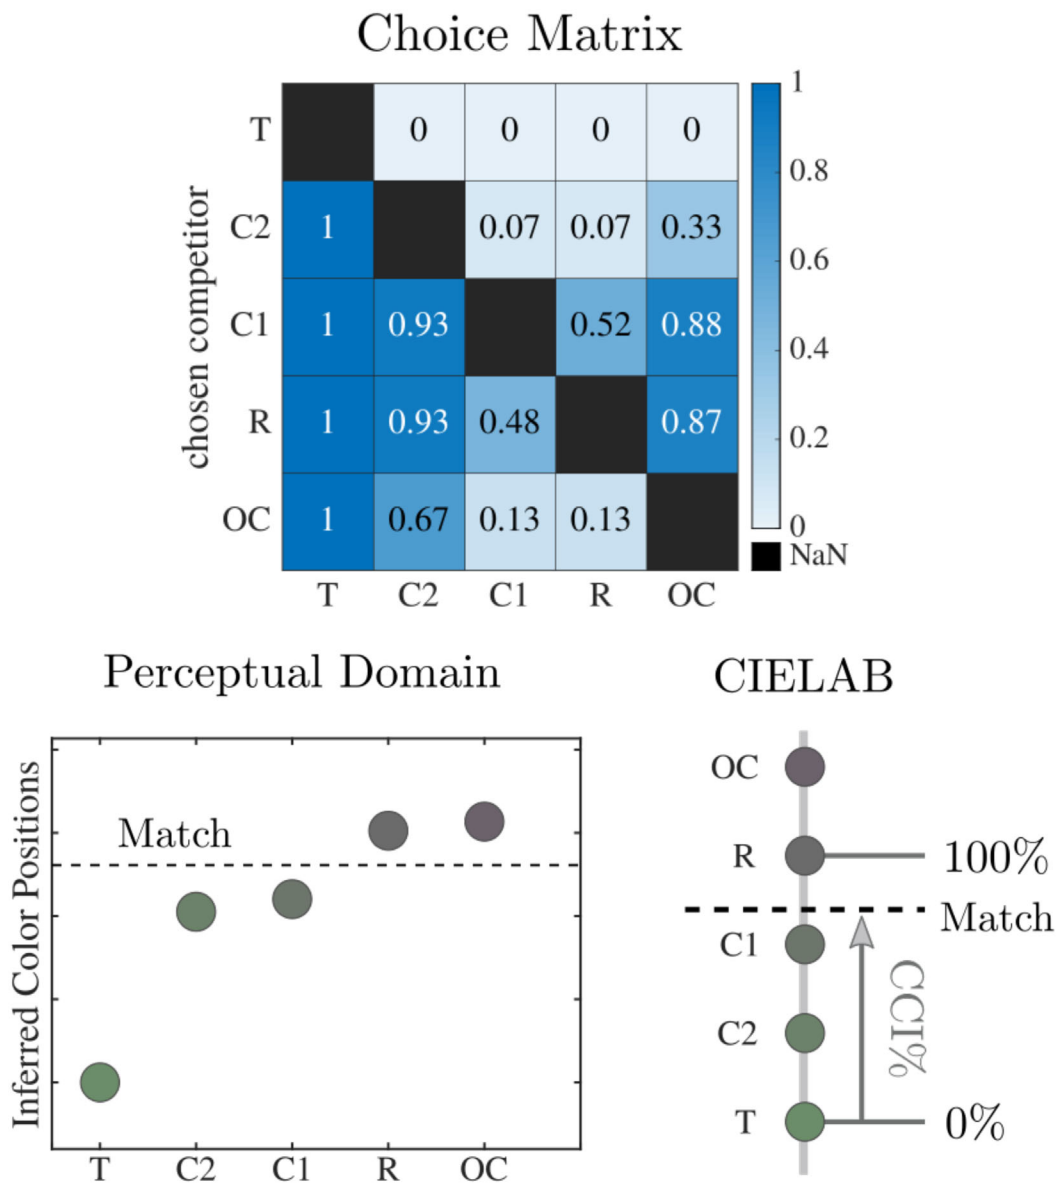 Choice Matrix
chosen competitor
T 0 0 0 0
C2 1 0.07 0.07 0.33
C1 1 0.93 0.52 0.88
R 1 0.93 0.48 0.87
OC 1 0.67 0.13 0.13
T C2 C1 R OC
1
0.8
0.6
0.4
0.2
0
NaN
Perceptual Domain
Inferred Color Positions
Match
T C2 C1 R OC
CIELAB
OC
R 100%
Match
C1
CCI%
C2
T 0%